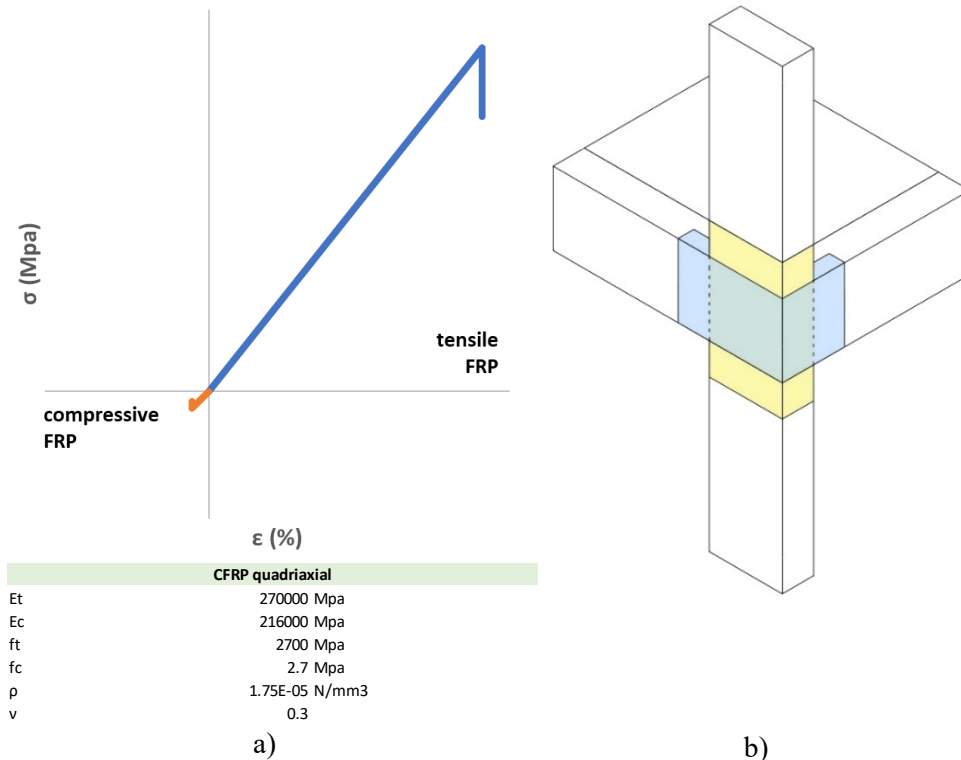 σ (Mpa)
tensile
FRP
compressive
FRP
ε (%)
CFRP quadriaxial
Et 270000 Mpa
Ec 216000 Mpa
ft 2700 Mpa
fc 2.7 Mpa
ρ 1.75E-05 N/mm3
ν 0.3
a)
b)